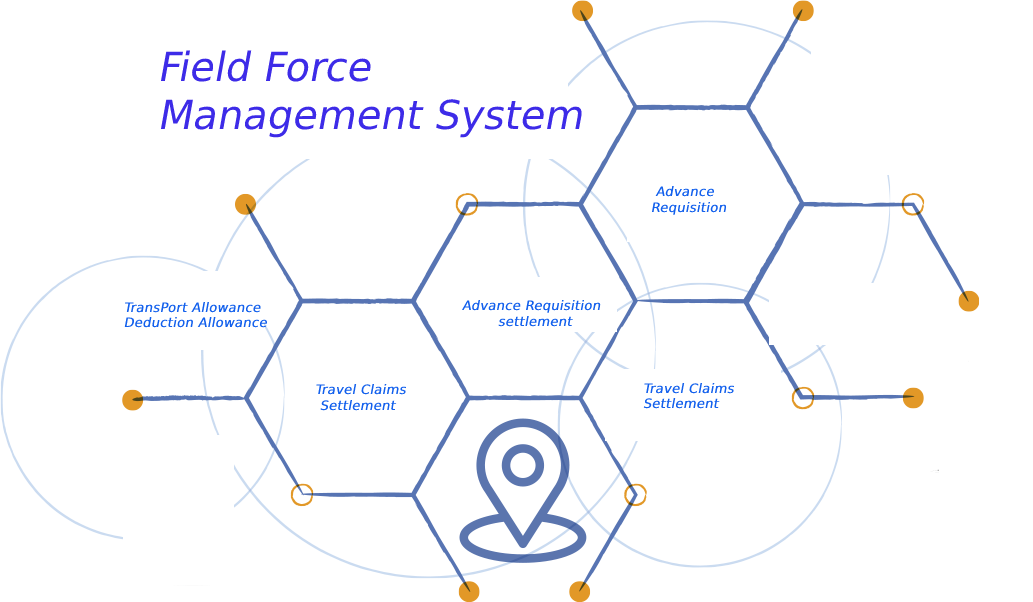 Field Force
Management System
Advance
Requisition
TransPort Allowance
Deduction Allowance
Advance Requisition
settlement
Travel Claims
Settlement
Travel Claims
Settlement